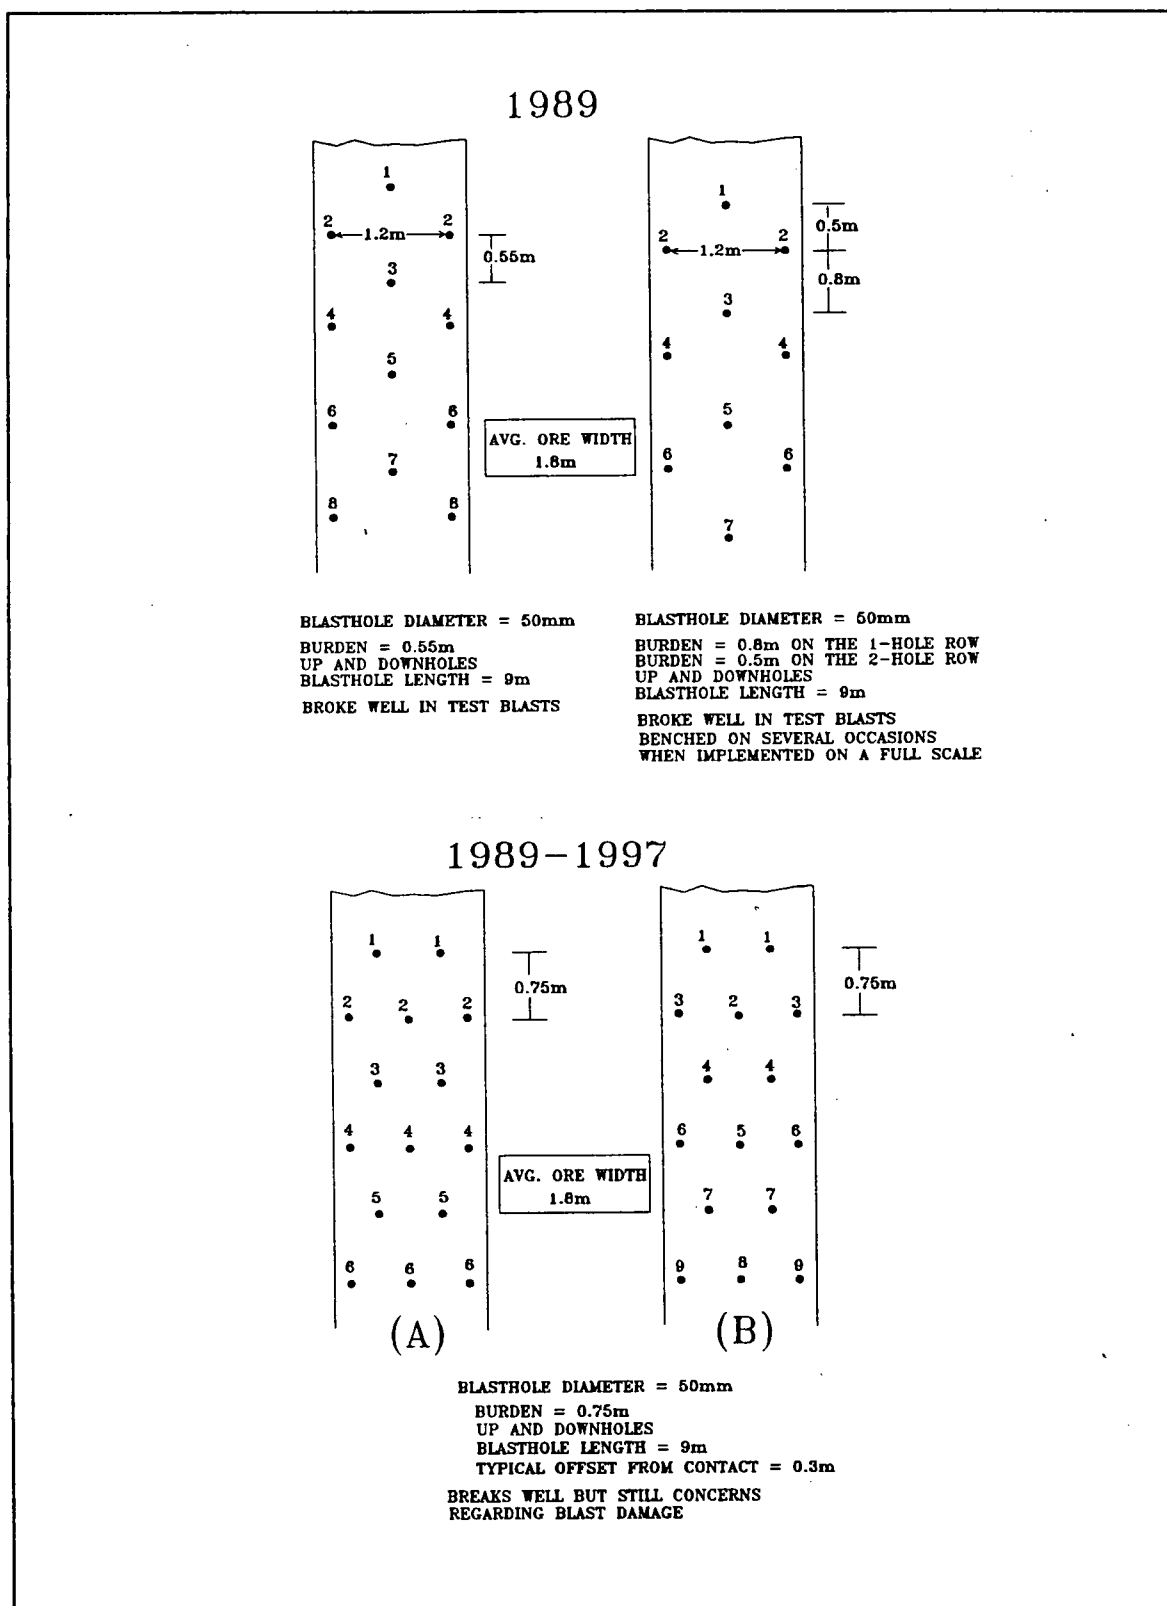 1989
1
2 1.2m 2
0.55m
3
4 4
5
6 6
7
8 8
1
2 1.2m 2
0.5m
0.8m
3
4 4
5
6 6
7
AVG. ORE WIDTH
1.8m
BLASTHOLE DIAMETER = 50mm
BURDEN = 0.55m
UP AND DOWNHOLES
BLASTHOLE LENGTH = 9m
BROKE WELL IN TEST BLASTS
BLASTHOLE DIAMETER = 50mm
BURDEN = 0.8m ON THE 1-HOLE ROW
BURDEN = 0.5m ON THE 2-HOLE ROW
UP AND DOWNHOLES
BLASTHOLE LENGTH = 9m
BROKE WELL IN TEST BLASTS
BENCHED ON SEVERAL OCCASIONS
WHEN IMPLEMENTED ON A FULL SCALE
1989-1997
1 1
0.75m
2 2 2
3 3
4 4 4
5 5
6 6 6
(A)
AVG. ORE WIDTH
1.8m
1 1
0.75m
3 2 3
4 4
6 5 6
7 7
9 8 9
(B)
BLASTHOLE DIAMETER = 50mm
BURDEN = 0.75m
UP AND DOWNHOLES
BLASTHOLE LENGTH = 9m
TYPICAL OFFSET FROM CONTACT = 0.3m
BREAKS WELL BUT STILL CONCERNS
REGARDING BLAST DAMAGE